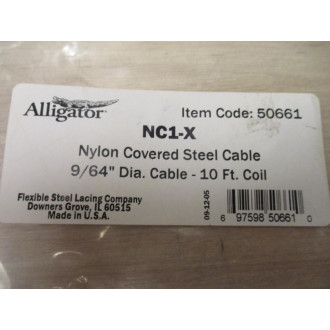 Alligator®
Item Code: 50661
NC1-X
Nylon Covered Steel Cable
9/64" Dia. Cable - 10 Ft. Coil
Flexible Steel Lacing Company
Downers Grove, IL 60515
Made in U.S.A.
09-12-05
6 97598 50661 0